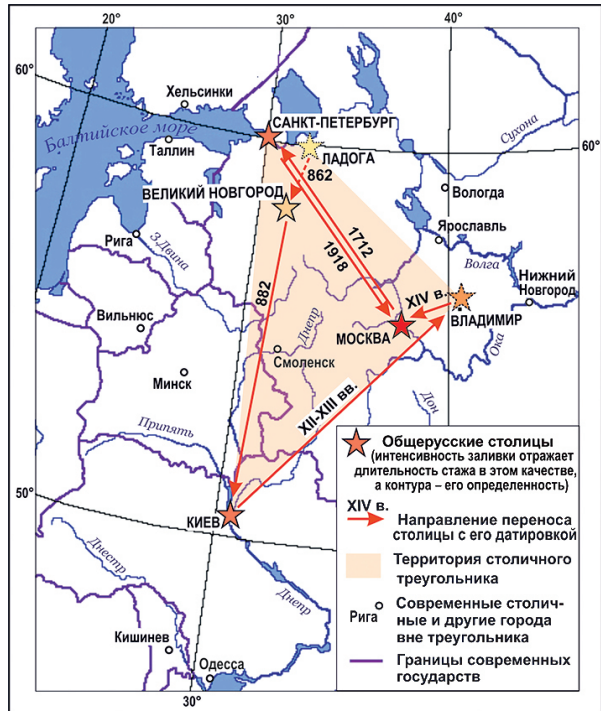 20°
30°
40°
60°
Хельсинки
САНКТ-ПЕТЕРБУРГ
Балтийское море
Таллин
ЛАДОГА
60°
Сухона
862
Вологда
ВЕЛИКИЙ НОВГОРОД
Ярославль
Рига
З.Двина
1712
1918
Волга
Нижний
Новгород
882
XIV в.
ВЛАДИМИР
Вильнюс
Днепр
МОСКВА
Ока
Смоленск
Минск
XII-XIII вв.
Дон
Припять
50°
КИЕВ
Днестр
Днепр
Кишинев
Одесса
30°
Общерусские столицы
(интенсивность заливки отражает
длительность стажа в этом качестве,
а контура – его определенность)
XIV в.
Направление переноса
столицы с его датировкой
Территория столичного
треугольника
Рига
Современные столич-
ные и другие города
вне треугольника
Границы современных
государств